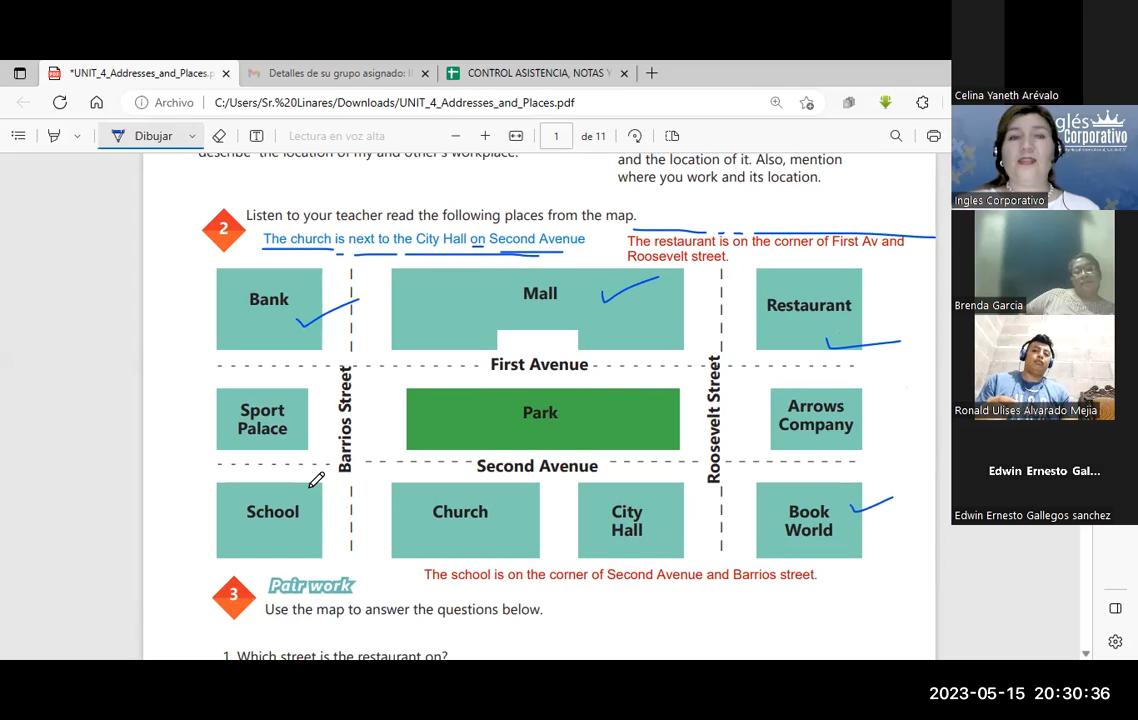 *UNIT_4_Addresses_and_Places.p
Detalles de su grupo asignado: I
CONTROL ASISTENCIA, NOTAS Y
Archivo
C:/Users/Sr.%20Linares/Downloads/UNIT_4_Addresses_and_Places.pdf
Dibujar
Lectura en voz alta
1 de 11
Celina Yaneth Arévalo
glés
Corporativo
Ingles Corporativo
Brenda Garcia
Ronald Ulises Alvarado Mejia
Edwin Ernesto Gal...
Edwin Ernesto Gallegos sanchez
describe the location of my and other's workplace.
and the location of it. Also, mention
where you work and its location.
2
Listen to your teacher read the following places from the map.
The church is next to the City Hall on Second Avenue
The restaurant is on the corner of First Av and
Roosevelt street.
Bank
Mall
Restaurant
First Avenue
Barrios Street
Roosevelt Street
Sport
Palace
Park
Arrows
Company
Second Avenue
School
Church
City
Hall
Book
World
The school is on the corner of Second Avenue and Barrios street.
3
Pair work
Use the map to answer the questions below.
1. Which street is the restaurant on?
2023-05-15 20:30:36